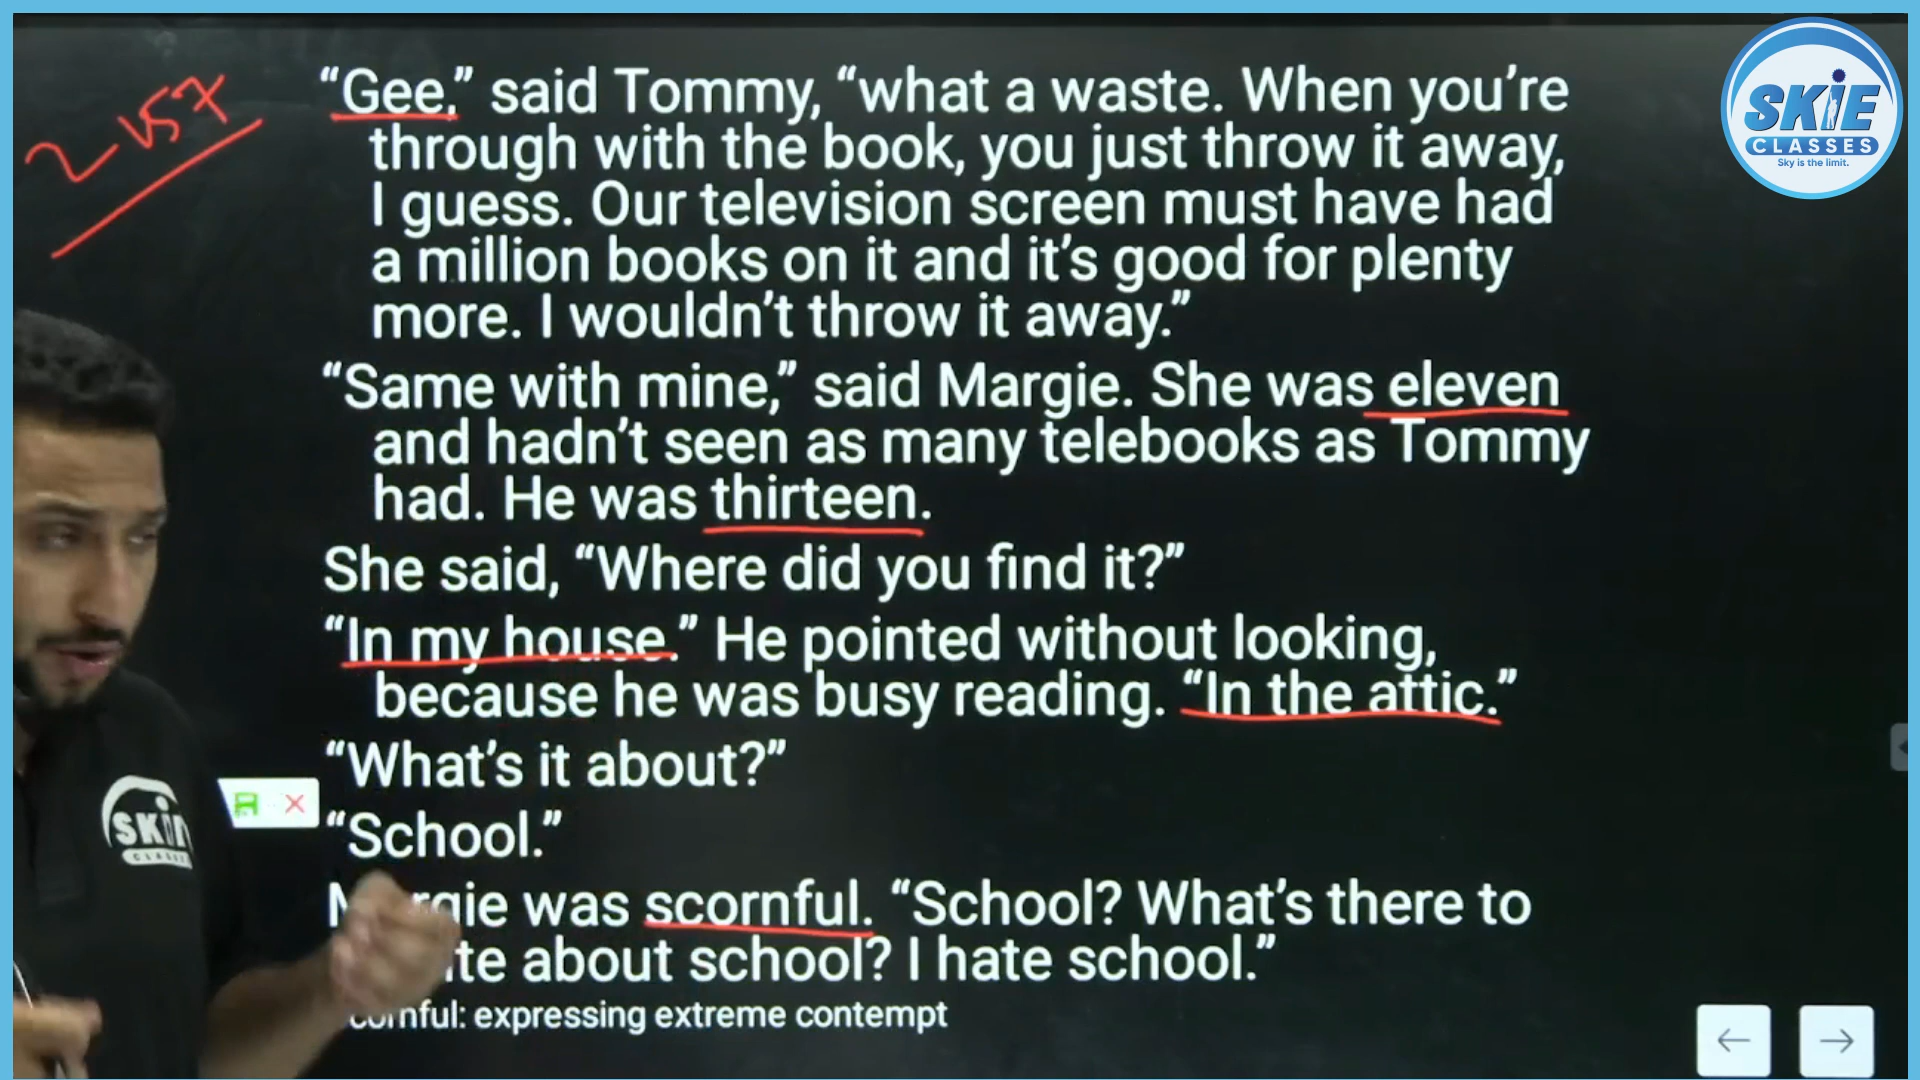 2157
“Gee.” said Tommy, “what a waste. When you’re
through with the book, you just throw it away,
I guess. Our television screen must have had
a million books on it and it’s good for plenty
more. I wouldn’t throw it away.”
“Same with mine,” said Margie. She was eleven
and hadn’t seen as many telebooks as Tommy
had. He was thirteen.
She said, “Where did you find it?”
“In my house.” He pointed without looking,
because he was busy reading. “In the attic.”
“What’s it about?”
“School.”
was scornful. “School? What’s there to
about school? I hate school.”
expressing extreme contempt
SKIE
CLASSES
Sky is the limit.
SKIE
CLASSES